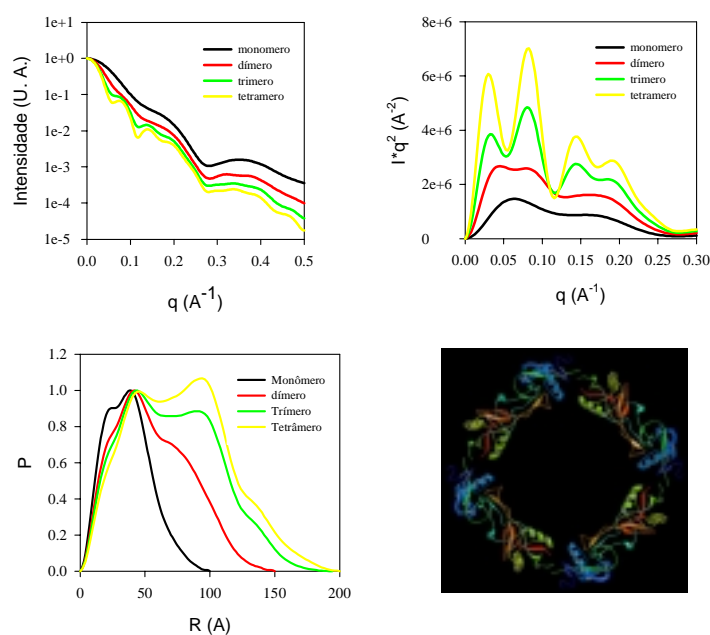 1e+1
1e+0
1e-1
1e-2
1e-3
1e-4
1e-5
Intensidade (U. A.)
monomero
dímero
trimero
tetramero
0.0 0.1 0.2 0.3 0.4 0.5
q (A-1)
8e+6
6e+6
4e+6
2e+6
0
I*q2 (A-2)
monomero
dímero
trimero
tetramero
0.00 0.05 0.10 0.15 0.20 0.25 0.30
q (A-1)
1.2
1.0
0.8
0.6
0.4
0.2
0.0
P
Monômero
dímero
Trímero
Tetrâmero
0 50 100 150 200
R (A)